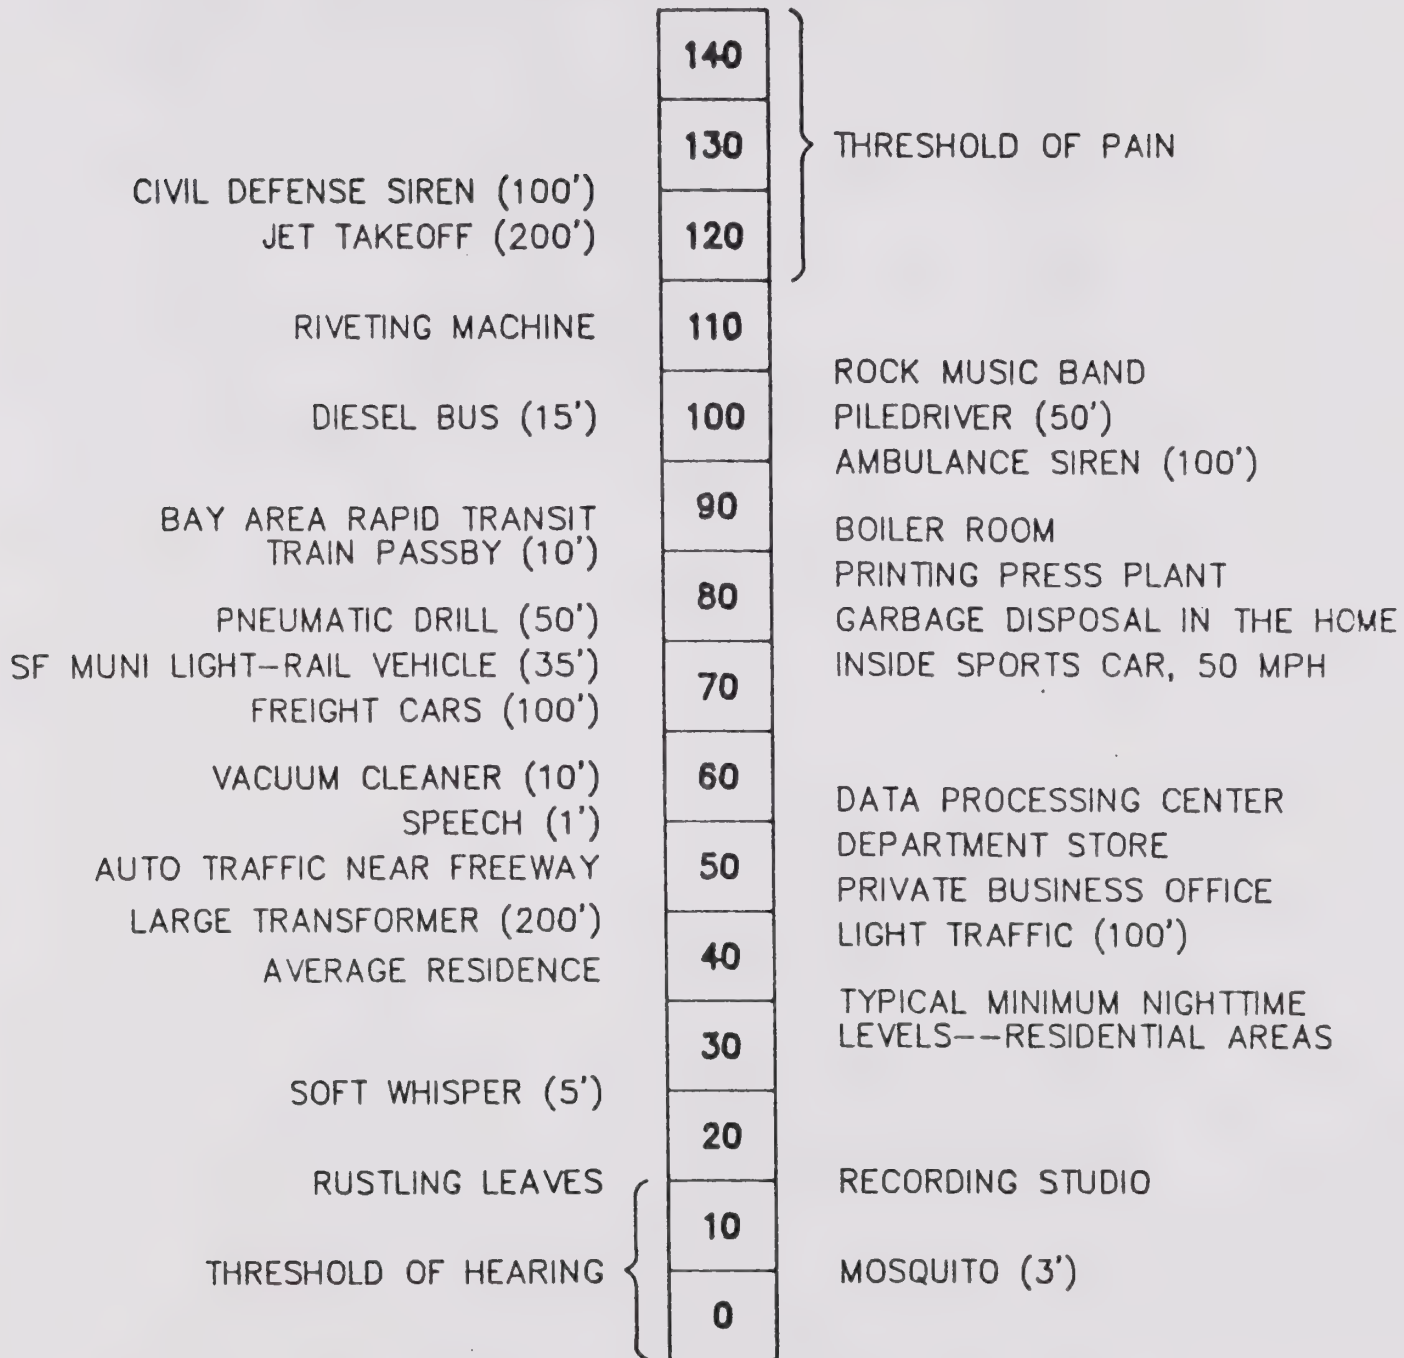 140
130
THRESHOLD OF PAIN
CIVIL DEFENSE SIREN (100')
JET TAKEOFF (200')
120
RIVETING MACHINE
110
ROCK MUSIC BAND
DIESEL BUS (15')
100
PILEDRIVER (50')
AMBULANCE SIREN (100')
90
BAY AREA RAPID TRANSIT
TRAIN PASSBY (10')
BOILER ROOM
PRINTING PRESS PLANT
80
PNEUMATIC DRILL (50')
GARBAGE DISPOSAL IN THE HOME
SF MUNI LIGHT-RAIL VEHICLE (35')
INSIDE SPORTS CAR, 50 MPH
70
FREIGHT CARS (100')
VACUUM CLEANER (10')
60
DATA PROCESSING CENTER
SPEECH (1')
DEPARTMENT STORE
AUTO TRAFFIC NEAR FREEWAY
50
PRIVATE BUSINESS OFFICE
LARGE TRANSFORMER (200')
LIGHT TRAFFIC (100')
40
AVERAGE RESIDENCE
TYPICAL MINIMUM NIGHTTIME
LEVELS--RESIDENTIAL AREAS
30
SOFT WHISPER (5')
20
RUSTLING LEAVES
RECORDING STUDIO
10
THRESHOLD OF HEARING
MOSQUITO (3')
0